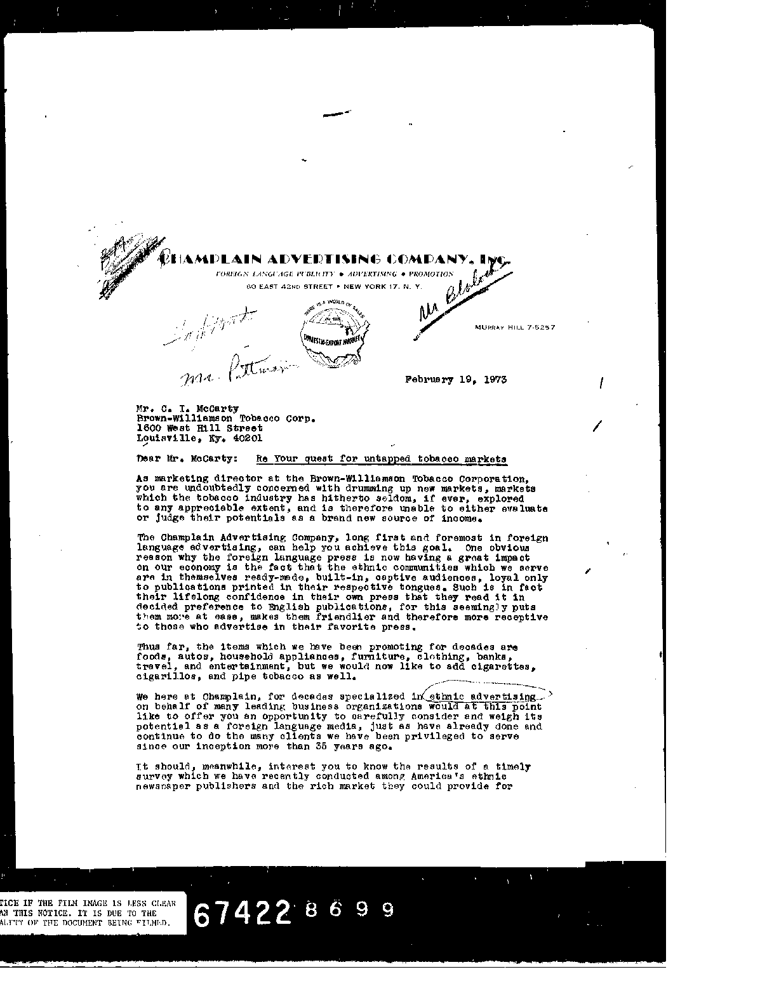 CHAMPLAIN ADVERTISING COMPANY, INC.
FOREIGN LANGUAGE PUBLICITY • ADVERTISING • PROMOTION
60 EAST 42ND STREET • NEW YORK 17, N. Y.
Mr Blalock
HERE IS A WORLD OF SALES
DOMESTIC-EXPORT MARKET
MURRAY HILL 7-5257
Mr. Pittman
February 19, 1973
Mr. C. I. McCarty
Brown-Williamson Tobacco Corp.
1600 West Hill Street
Louisville, Ky. 40201
Dear Mr. McCarty: Re Your quest for untapped tobacco markets
As marketing director at the Brown-Williamson Tobacco Corporation,
you are undoubtedly concerned with drumming up new markets, markets
which the tobacco industry has hitherto seldom, if ever, explored
to any appreciable extent, and is therefore unable to either evaluate
or judge their potentials as a brand new source of income.
The Champlain Advertising Company, long first and foremost in foreign
language advertising, can help you achieve this goal. One obvious
reason why the foreign language press is now having a great impact
on our economy is the fact that the ethnic communities which we serve
are in themselves ready-made, built-in, captive audiences, loyal only
to publications printed in their respective tongues. Such is in fact
their lifelong confidence in their own press that they read it in
decided preference to English publications, for this seemingly puts
them more at ease, makes them friendlier and therefore more receptive
to those who advertise in their favorite press.
Thus far, the items which we have been promoting for decades are
foods, autos, household appliances, furniture, clothing, banks,
travel, and entertainment, but we would now like to add cigarettes,
cigarillos, and pipe tobacco as well.
We here at Champlain, for decades specialized in ethnic advertising
on behalf of many leading business organizations would at this point
like to offer you an opportunity to carefully consider and weigh its
potential as a foreign language media, just as have already done and
continue to do the many clients we have been privileged to serve
since our inception more than 35 years ago.
It should, meanwhile, interest you to know the results of a timely
survey which we have recently conducted among America's ethnic
newspaper publishers and the rich market they could provide for
TICE IF THE FILM IMAGE IS LESS CLEAR
AN THIS NOTICE. IT IS DUE TO THE
ALITY OF THE DOCUMENT BEING FILMED.
67422 8699